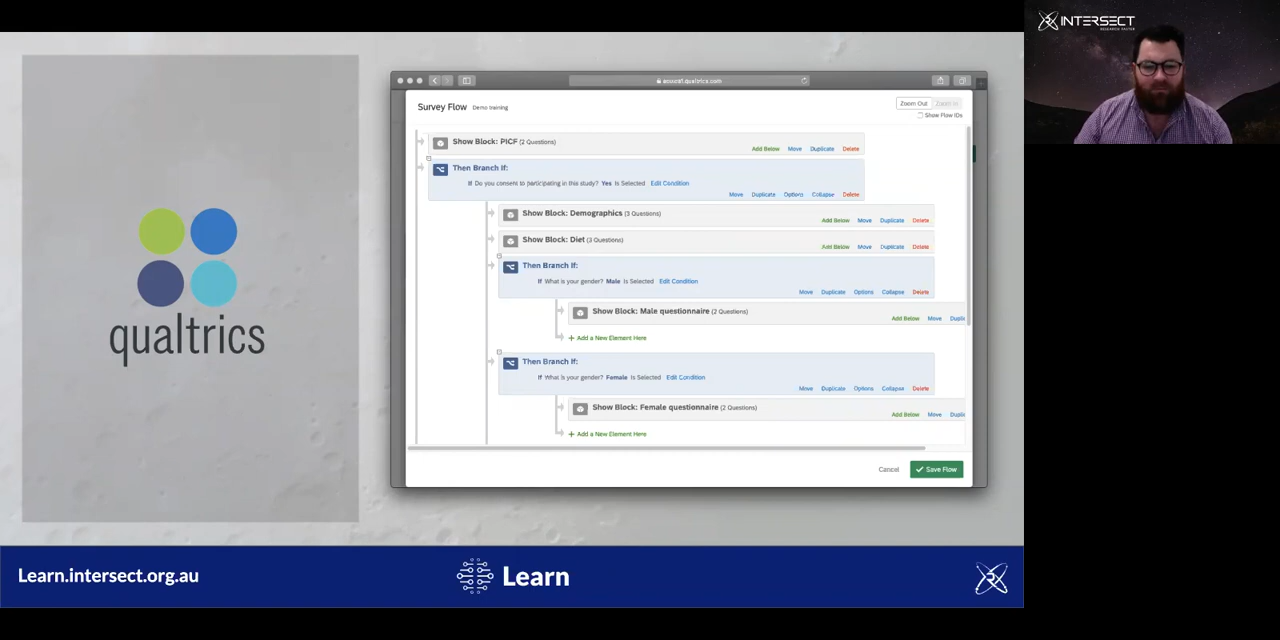 INTERSECT
RESEARCH FASTER
qualtrics
Survey Flow Demo training
Zoom Out Zoom In
Show Flow IDs
Show Block: PICF (2 Questions)
Add Below Move Duplicate Delete
Then Branch If:
If Do you consent to participating in this study? Yes Is Selected Edit Condition
Move Duplicate Options Collapse Delete
Show Block: Demographics (3 Questions)
Add Below Move Duplicate Delete
Show Block: Diet (3 Questions)
Add Below Move Duplicate Delete
Then Branch If:
If What is your gender? Male Is Selected Edit Condition
Move Duplicate Options Collapse Delete
Show Block: Male questionnaire (2 Questions)
Add Below Move Duplic
+ Add a New Element Here
Then Branch If:
If What is your gender? Female Is Selected Edit Condition
Move Duplicate Options Collapse Delete
Show Block: Female questionnaire (2 Questions)
Add Below Move Duplic
+ Add a New Element Here
Cancel Save Flow
Learn.intersect.org.au
Learn